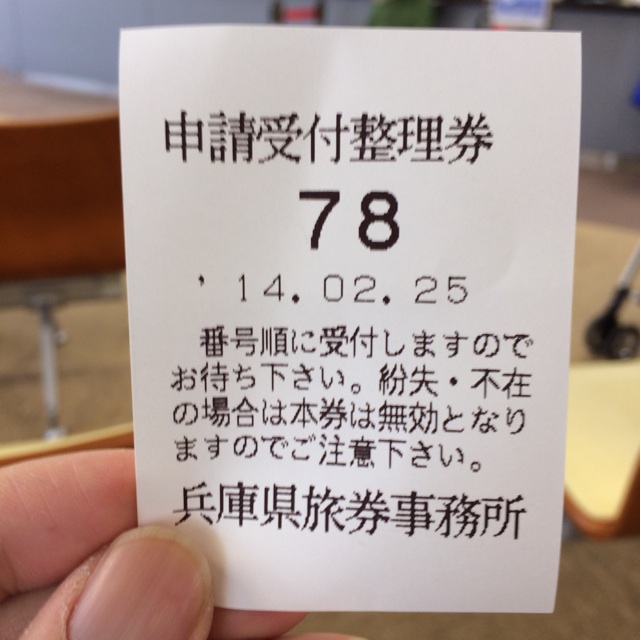 申請受付整理券
78
'14.02.25
番号順に受付しますので
お待ち下さい。紛失・不在
の場合は本券は無効となり
ますのでご注意下さい。
兵庫県旅券事務所